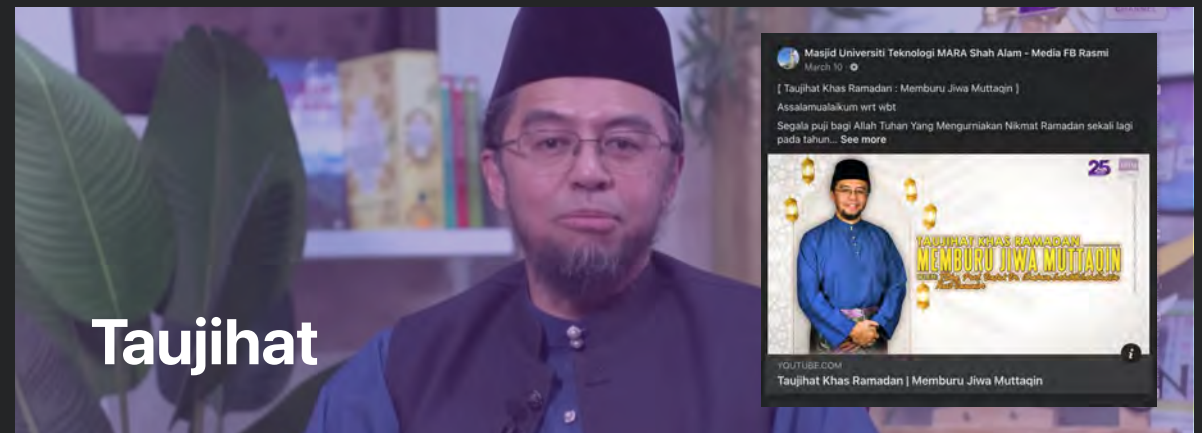 CHANNEL
Taujihat
Masjid Universiti Teknologi MARA Shah Alam - Media FB Rasmi
March 10
[ Taujihat Khas Ramadan : Memburu Jiwa Muttaqin ]
Assalamualaikum wrt wbt
Segala puji bagi Allah Tuhan Yang Mengurniakan Nikmat Ramadan sekali lagi
pada tahun... See more
25
TAUJIHAT KHAS RAMADAN
MEMBURU JIWA MUTTAQIN
i
YOUTUBE.COM
Taujihat Khas Ramadan | Memburu Jiwa Muttaqin
N